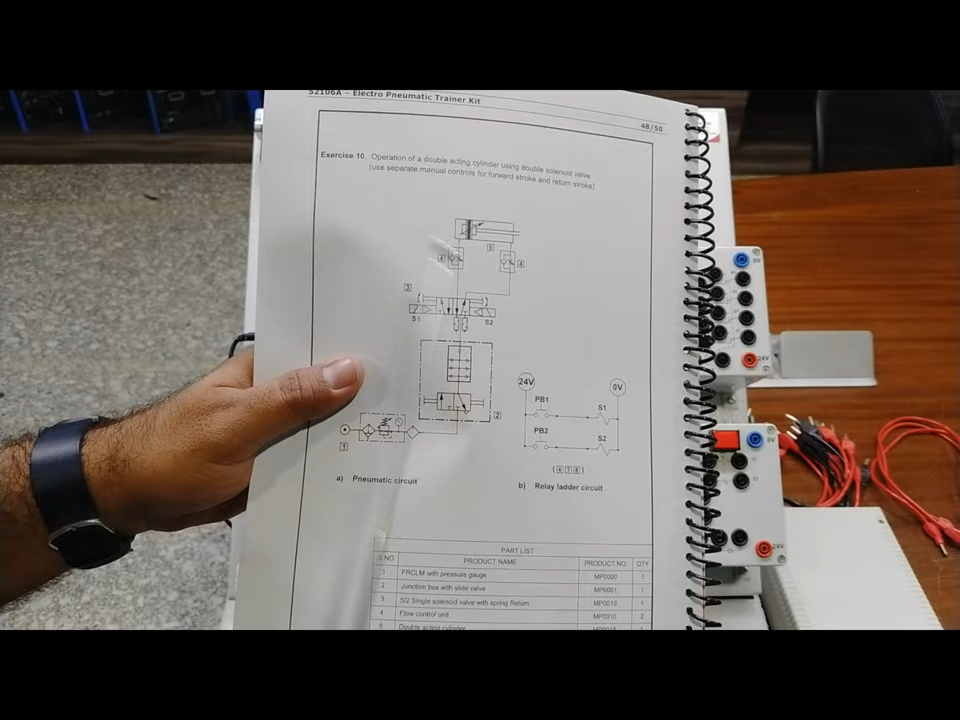 S2106A – Electro Pneumatic Trainer Kit
48/50
Exercise 10. Operation of a double acting cylinder using double solenoid valve
(use separate manual controls for forward stroke and return stroke)
5
4
4
3
S1
S2
2
1
24V
0V
PB1
S1
PB2
S2
a) Pneumatic circuit
b) Relay ladder circuit
PART LIST
S.NO PRODUCT NAME PRODUCT NO. QTY
1 FRCLM with pressure gauge MP0000 1
2 Junction box with slide valve MP0001 1
3 5/2 Single solenoid valve with spring Return MP0019 1
4 Flow control unit MP0010 2
5 Double acting cylinder
0V
24V
0V
24V